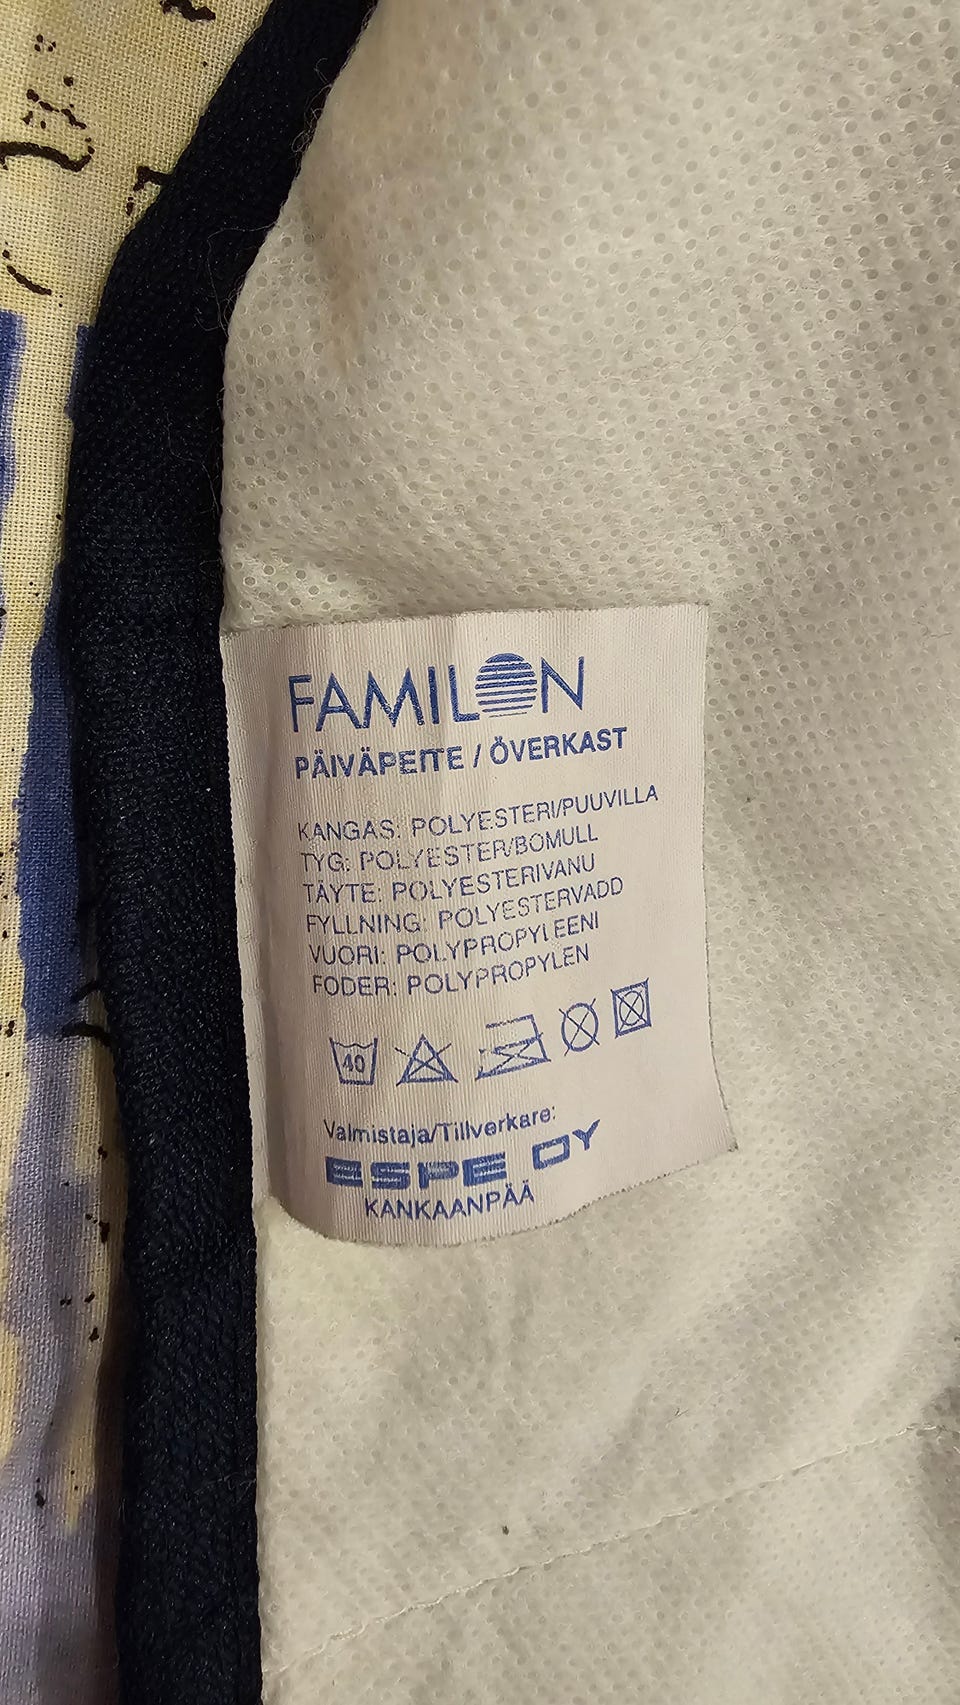 FAMILON
PÄIVÄPEITE / ÖVERKAST
KANGAS: POLYESTERI/PUUVILLA
TYG: POLYESTER/BOMULL
TÄYTE: POLYESTERIVANU
FYLLNING: POLYESTERVADD
VUORI: POLYPROPYLEENI
FODER: POLYPROPYLEN
40
Valmistaja/Tillverkare:
ESPE OY
KANKAANPÄÄ